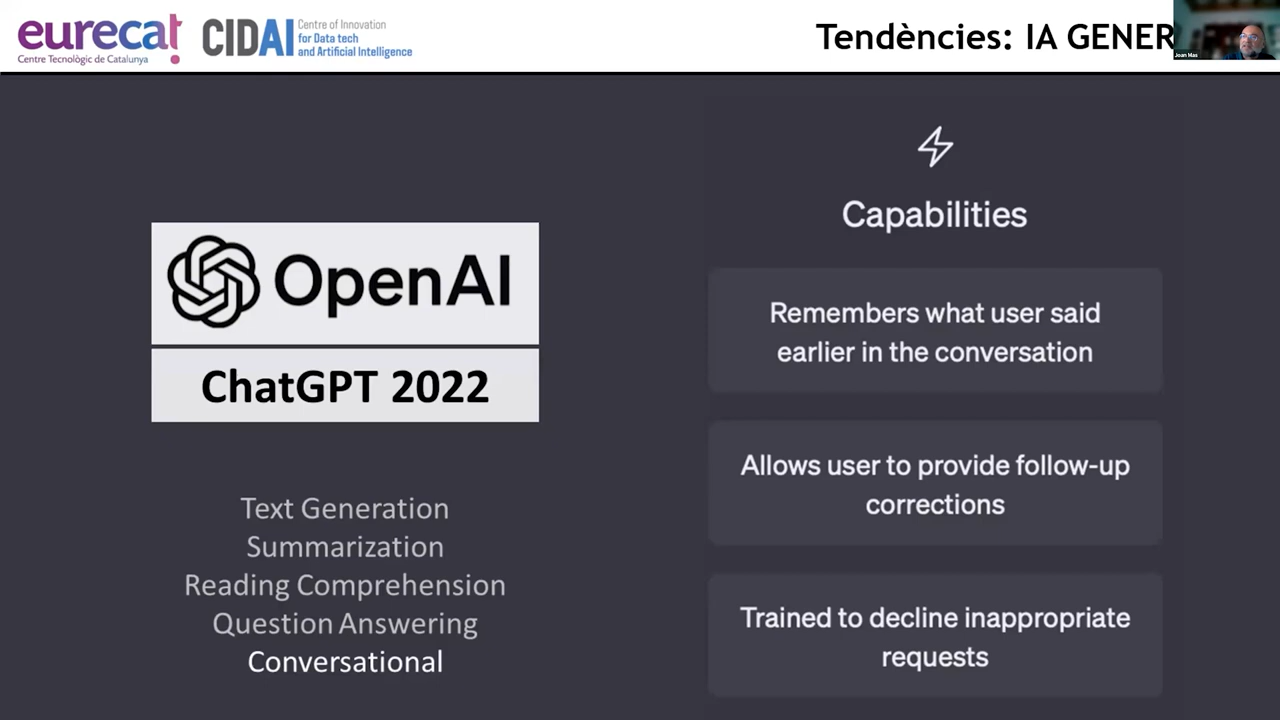 eurecat
Centre Tecnològic de Catalunya
CIDAI
Centre of Innovation
for Data tech
and Artificial Intelligence
Tendències: IA GENER
Joan Mas
OpenAI
ChatGPT 2022
Text Generation
Summarization
Reading Comprehension
Question Answering
Conversational
Capabilities
Remembers what user said
earlier in the conversation
Allows user to provide follow-up
corrections
Trained to decline inappropriate
requests